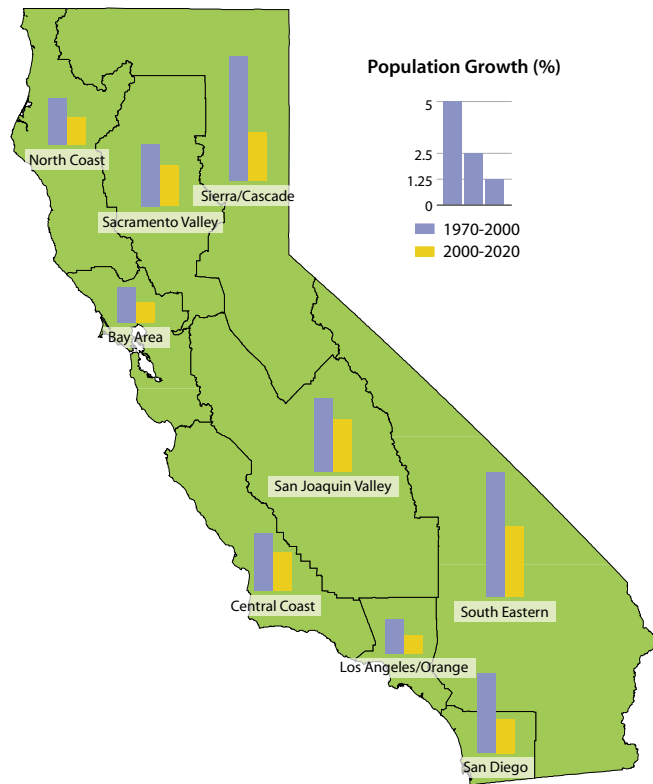 Population Growth (%)
5
2.5
1.25
0
1970-2000
2000-2020
North Coast
Sierra/Cascade
Sacramento Valley
Bay Area
San Joaquin Valley
Central Coast
South Eastern
Los Angeles/Orange
San Diego